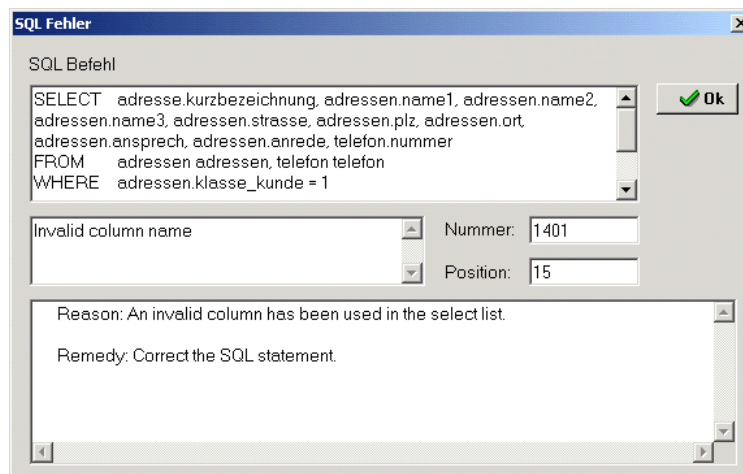 SQL Fehler
SQL Befehl
SELECT adresse.kurzbezeichnung, adressen.name1, adressen.name2,
adressen.name3, adressen.strasse, adressen.plz, adressen.ort,
adressen.ansprech, adressen.anrede, telefon.nummer
FROM adressen adressen, telefon telefon
WHERE adressen.klasse_kunde = 1
Ok
Invalid column name
Nummer: 1401
Position: 15
Reason: An invalid column has been used in the select list.
Remedy: Correct the SQL statement.